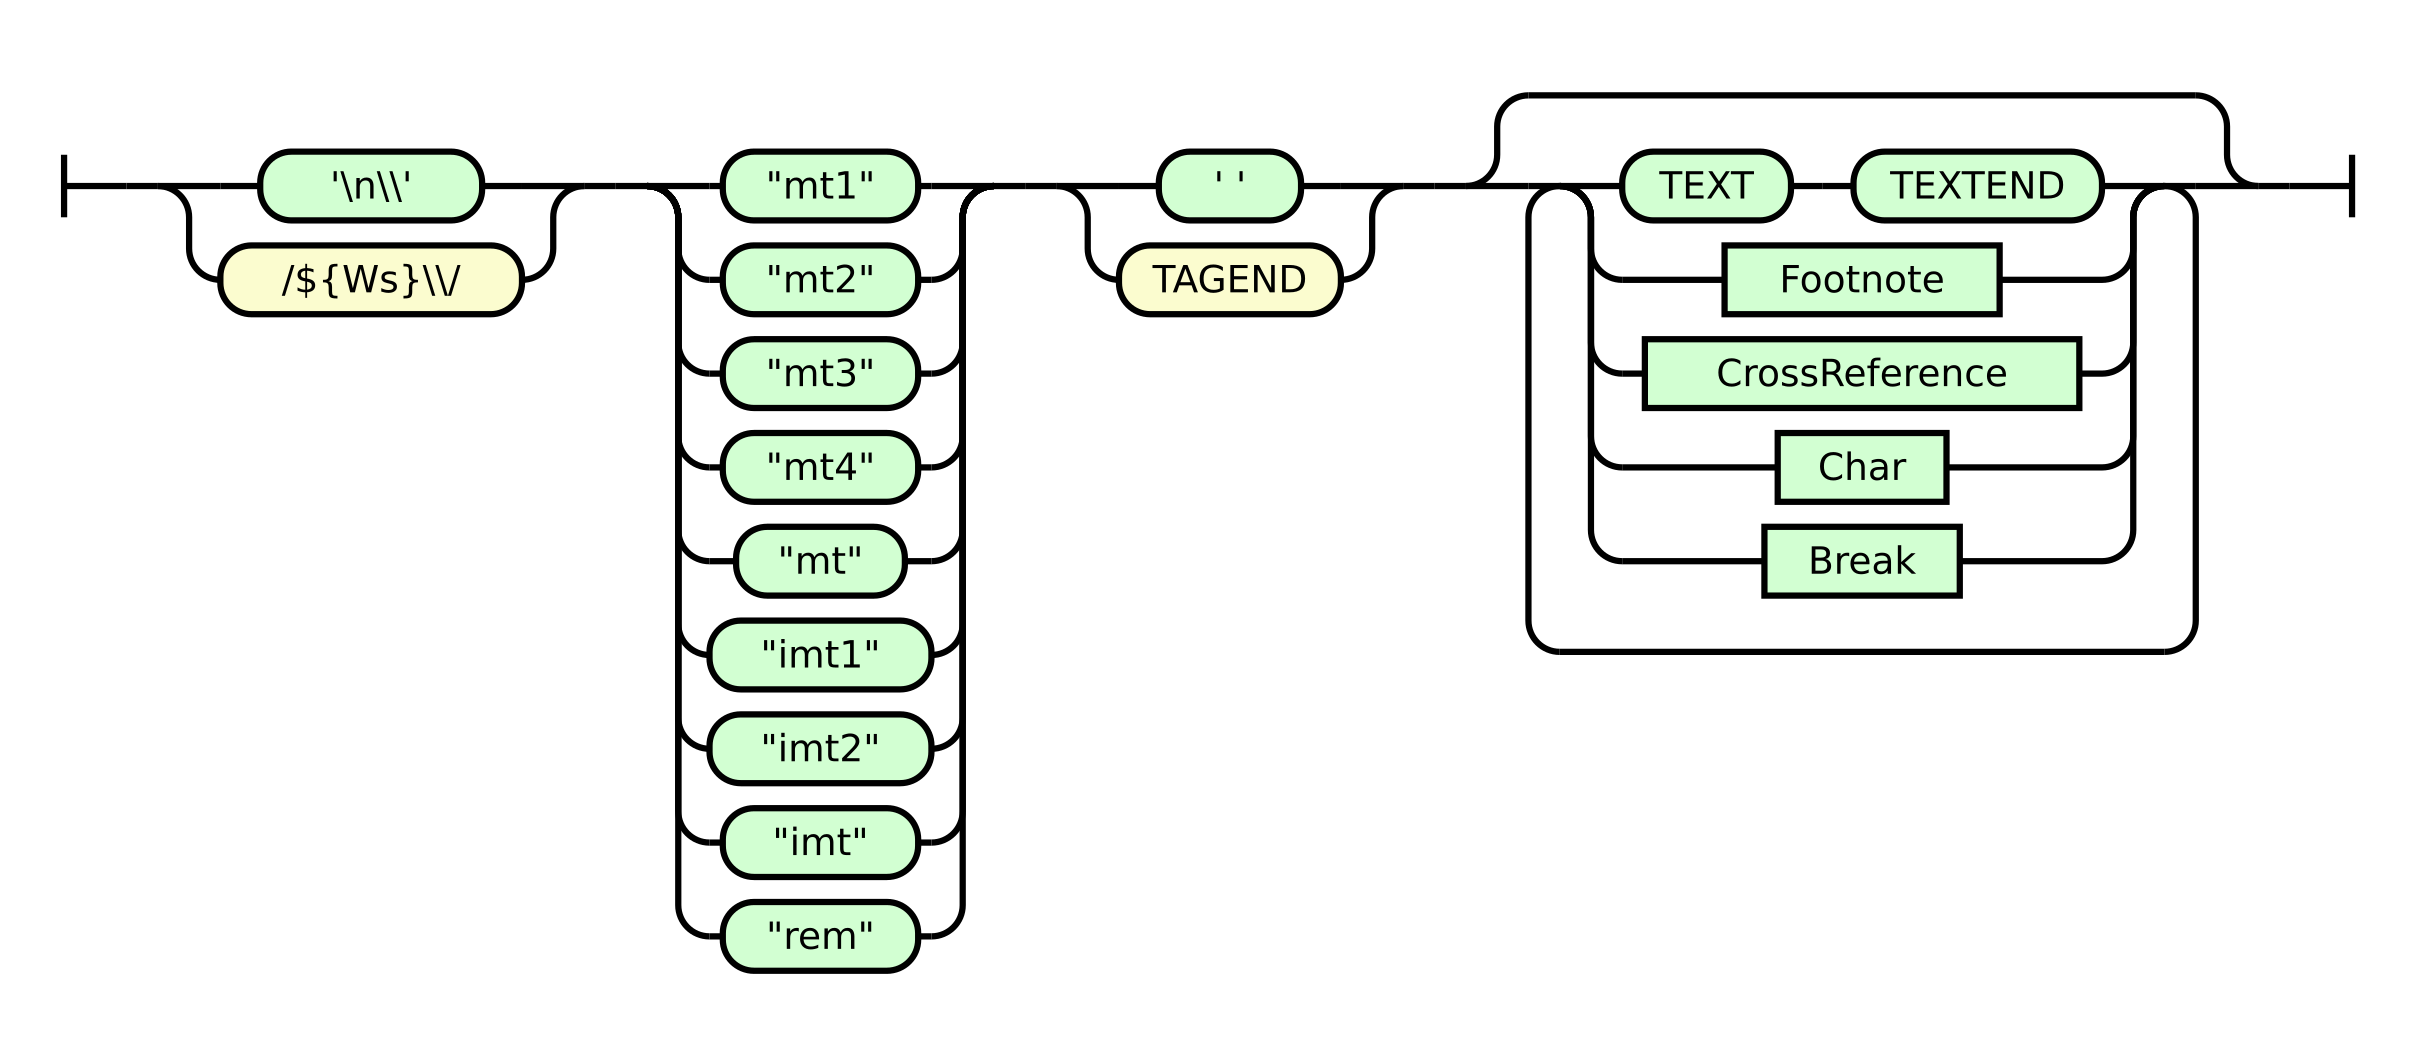 '\n\\'
/${Ws}\\/
"mt1"
"mt2"
"mt3"
"mt4"
"mt"
"imt1"
"imt2"
"imt"
"rem"
' '
TAGEND
TEXT TEXTEND
Footnote
CrossReference
Char
Break